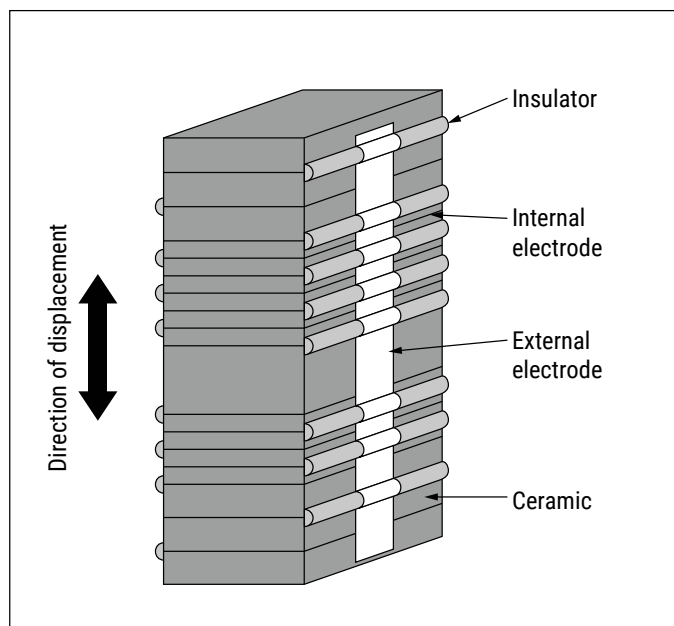 Insulator
Internal
electrode
Direction of displacement
External
electrode
Ceramic